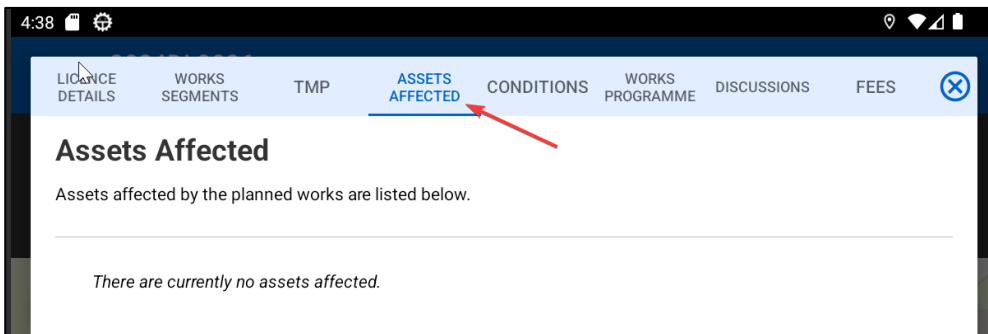 4:38
LICENCE
DETAILS
WORKS
SEGMENTS
TMP
ASSETS
AFFECTED
CONDITIONS
WORKS
PROGRAMME
DISCUSSIONS
FEES
Assets Affected
Assets affected by the planned works are listed below.
There are currently no assets affected.